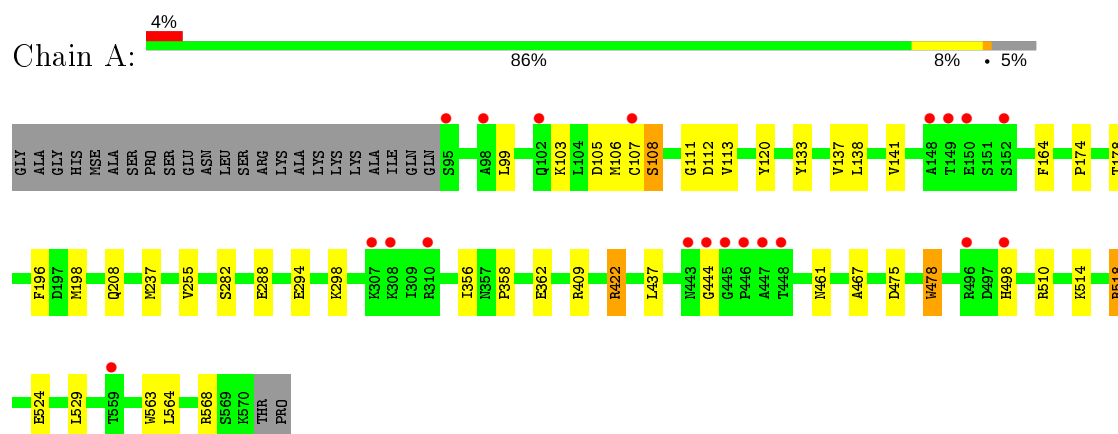 4%
Chain A:
86% 8% • 5%
GLY ALA GLY HIS MSE ALA SER PRO SER GLU ASN LEU SER ARG LYS ALA LYS LYS LYS ALA ILE GLN GLN S95 A98 L99 Q102 K103 L104 D105 M106 C107 S108 G111 D112 V113 Y120 Y133 V137 L138 V141 A148 T149 E150 S151 S152 F164 P174 T178
F196 D197 M198 Q208 M237 V255 S282 E288 E294 K298 K307 K308 I309 R310 I356 N357 P358 E362 R409 R422 L437 N443 G444 G445 P446 A447 T448 N461 A467 D475 W478 R496 D497 H498 R510 K514 R518
E524 L529 T559 W563 L564 R568 S569 K570 THR PRO